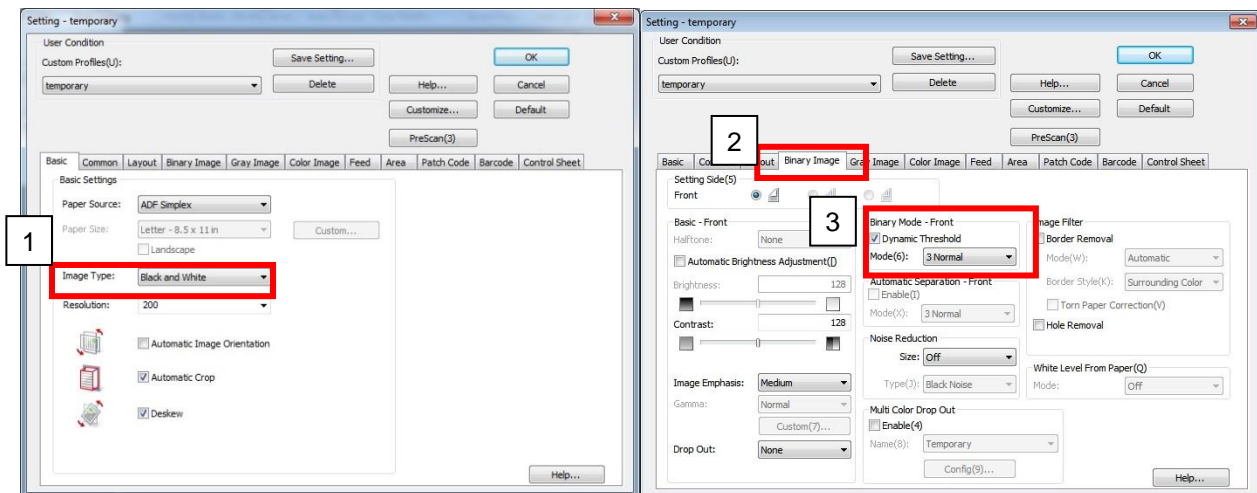 Setting - temporary
User Condition
Custom Profiles(U):
Save Setting...
OK
temporary
Delete
Help...
Cancel
Customize...
Default
PreScan(3)
Basic Common Layout Binary Image Gray Image Color Image Feed Area Patch Code Barcode Control Sheet
Basic Settings
Paper Source: ADF Simplex
1
Paper Size: Letter - 8.5 x 11 in Custom...
Landscape
Image Type: Black and White
Resolution: 200
Automatic Image Orientation
Automatic Crop
Deskew
Help...
Setting - temporary
User Condition
Custom Profiles(U):
Save Setting...
OK
temporary
Delete
Help...
Cancel
Customize...
Default
2
PreScan(3)
Basic Binary Image Gray Image Color Image Feed Area Patch Code Barcode Control Sheet
Setting Side(5)
Front
3
Basic - Front
Halftone: None
Automatic Brightness Adjustment(
Brightness: 128
Contrast: 128
Image Emphasis: Medium
Gamma: Normal
Custom(7)...
Drop Out: None
Binary Mode - Front
Dynamic Threshold
Mode(6): 3 Normal
Automatic Separation - Front
Enable(I)
Mode(X): 3 Normal
Noise Reduction
Size: Off
Type(J): Black Noise
Multi Color Drop Out
Enable(4)
Name(8): Temporary
Config(9)...
Image Filter
Border Removal
Mode(W): Automatic
Border Style(K): Surrounding Color
Torn Paper Correction(V)
Hole Removal
White Level From Paper(Q)
Mode: Off
Help...